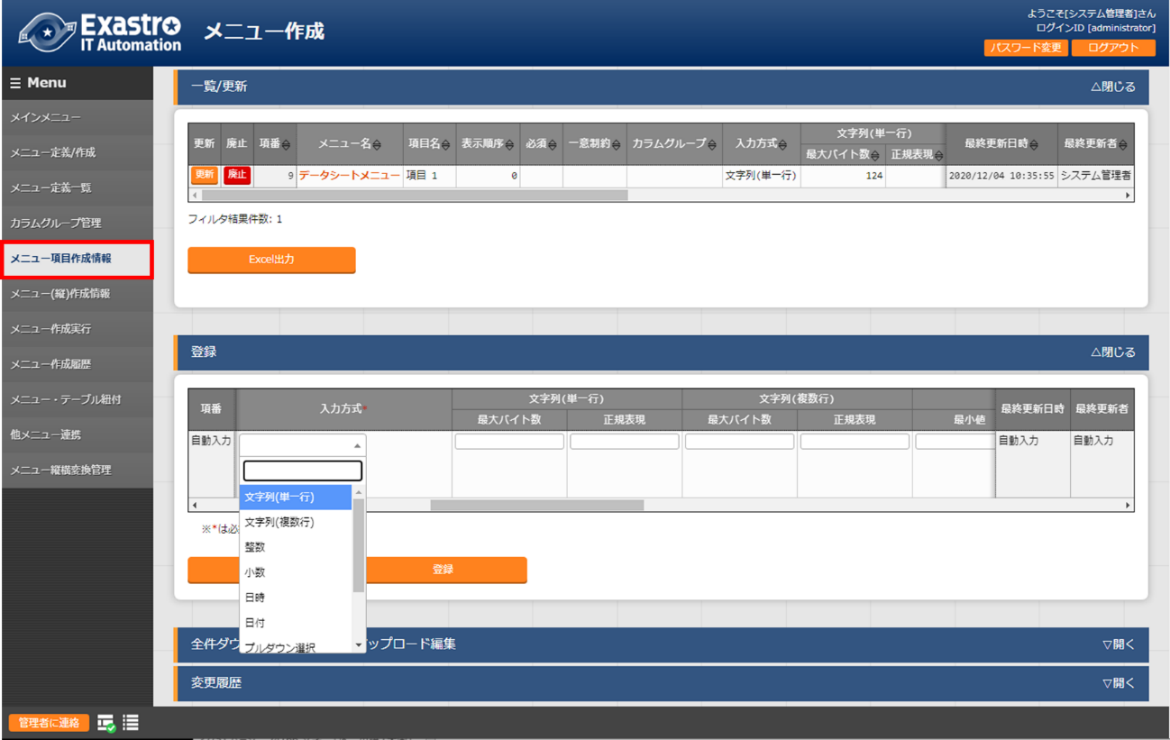 Exastro
IT Automation
メニュー作成
ようこそ[システム管理者]さん
ログインID [administrator]
パスワード変更 ログアウト
Menu
メインメニュー
メニュー定義/作成
メニュー定義一覧
カラムグループ管理
メニュー項目作成情報
メニュー(縦)作成情報
メニュー作成実行
メニュー作成履歴
メニュー・テーブル紐付
他メニュー連携
メニュー縦横変換管理
一覧/更新 △閉じる
文字列(単一行)
更新 廃止 項番 メニュー名 項目名 表示順序 必須 一意制約 カラムグループ 入力方式 最大バイト数 正規表現 最終更新日時 最終更新者
更新 廃止 9 データシートメニュー 項目 1 0 文字列(単一行) 124 2020/12/04 10:35:55 システム管理者
フィルタ結果件数: 1
Excel出力
登録 △閉じる
文字列(単一行) 文字列(複数行)
項番 入力方式* 最大バイト数 正規表現 最大バイト数 正規表現 最小値 最終更新日時 最終更新者
自動入力 自動入力 自動入力
文字列(単一行)
文字列(複数行)
整数
小数
日時
日付
プルダウン選択
※*は必
登録
全件ダウ ップロード編集 ▽開く
変更履歴 ▽開く
管理者に連絡